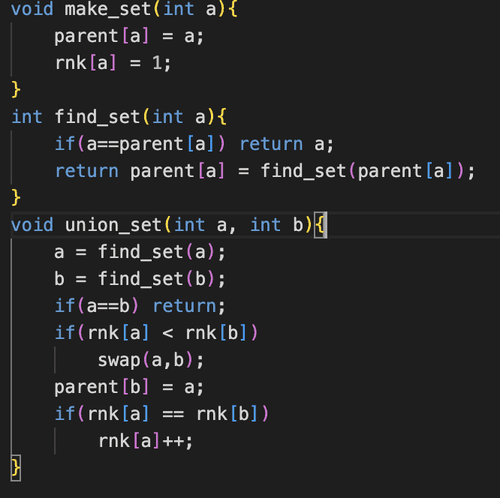 void make_set(int a){
    parent[a] = a;
    rnk[a] = 1;
}
int find_set(int a){
    if(a==parent[a]) return a;
    return parent[a] = find_set(parent[a]);
}
void union_set(int a, int b){
    a = find_set(a);
    b = find_set(b);
    if(a==b) return;
    if(rnk[a] < rnk[b])
        swap(a,b);
    parent[b] = a;
    if(rnk[a] == rnk[b])
        rnk[a]++;
}